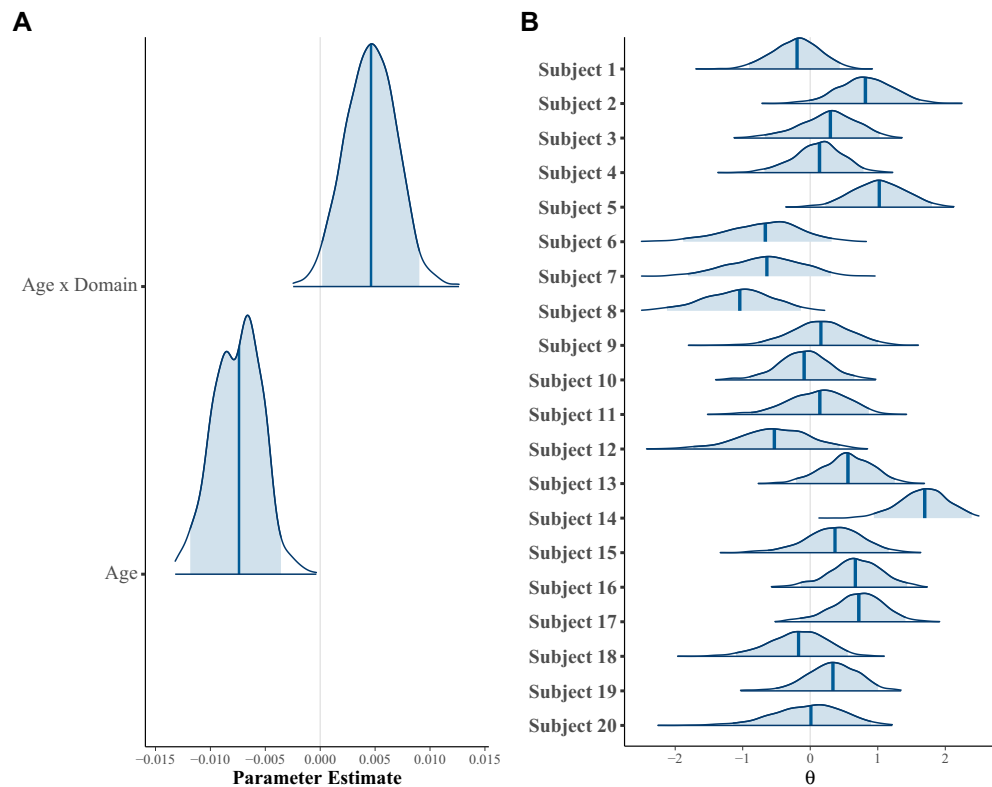 A
Age x Domain
Age
−0.015 −0.010 −0.005 0.000 0.005 0.010 0.015
Parameter Estimate
B
Subject 1
Subject 2
Subject 3
Subject 4
Subject 5
Subject 6
Subject 7
Subject 8
Subject 9
Subject 10
Subject 11
Subject 12
Subject 13
Subject 14
Subject 15
Subject 16
Subject 17
Subject 18
Subject 19
Subject 20
−2 −1 0 1 2
θ